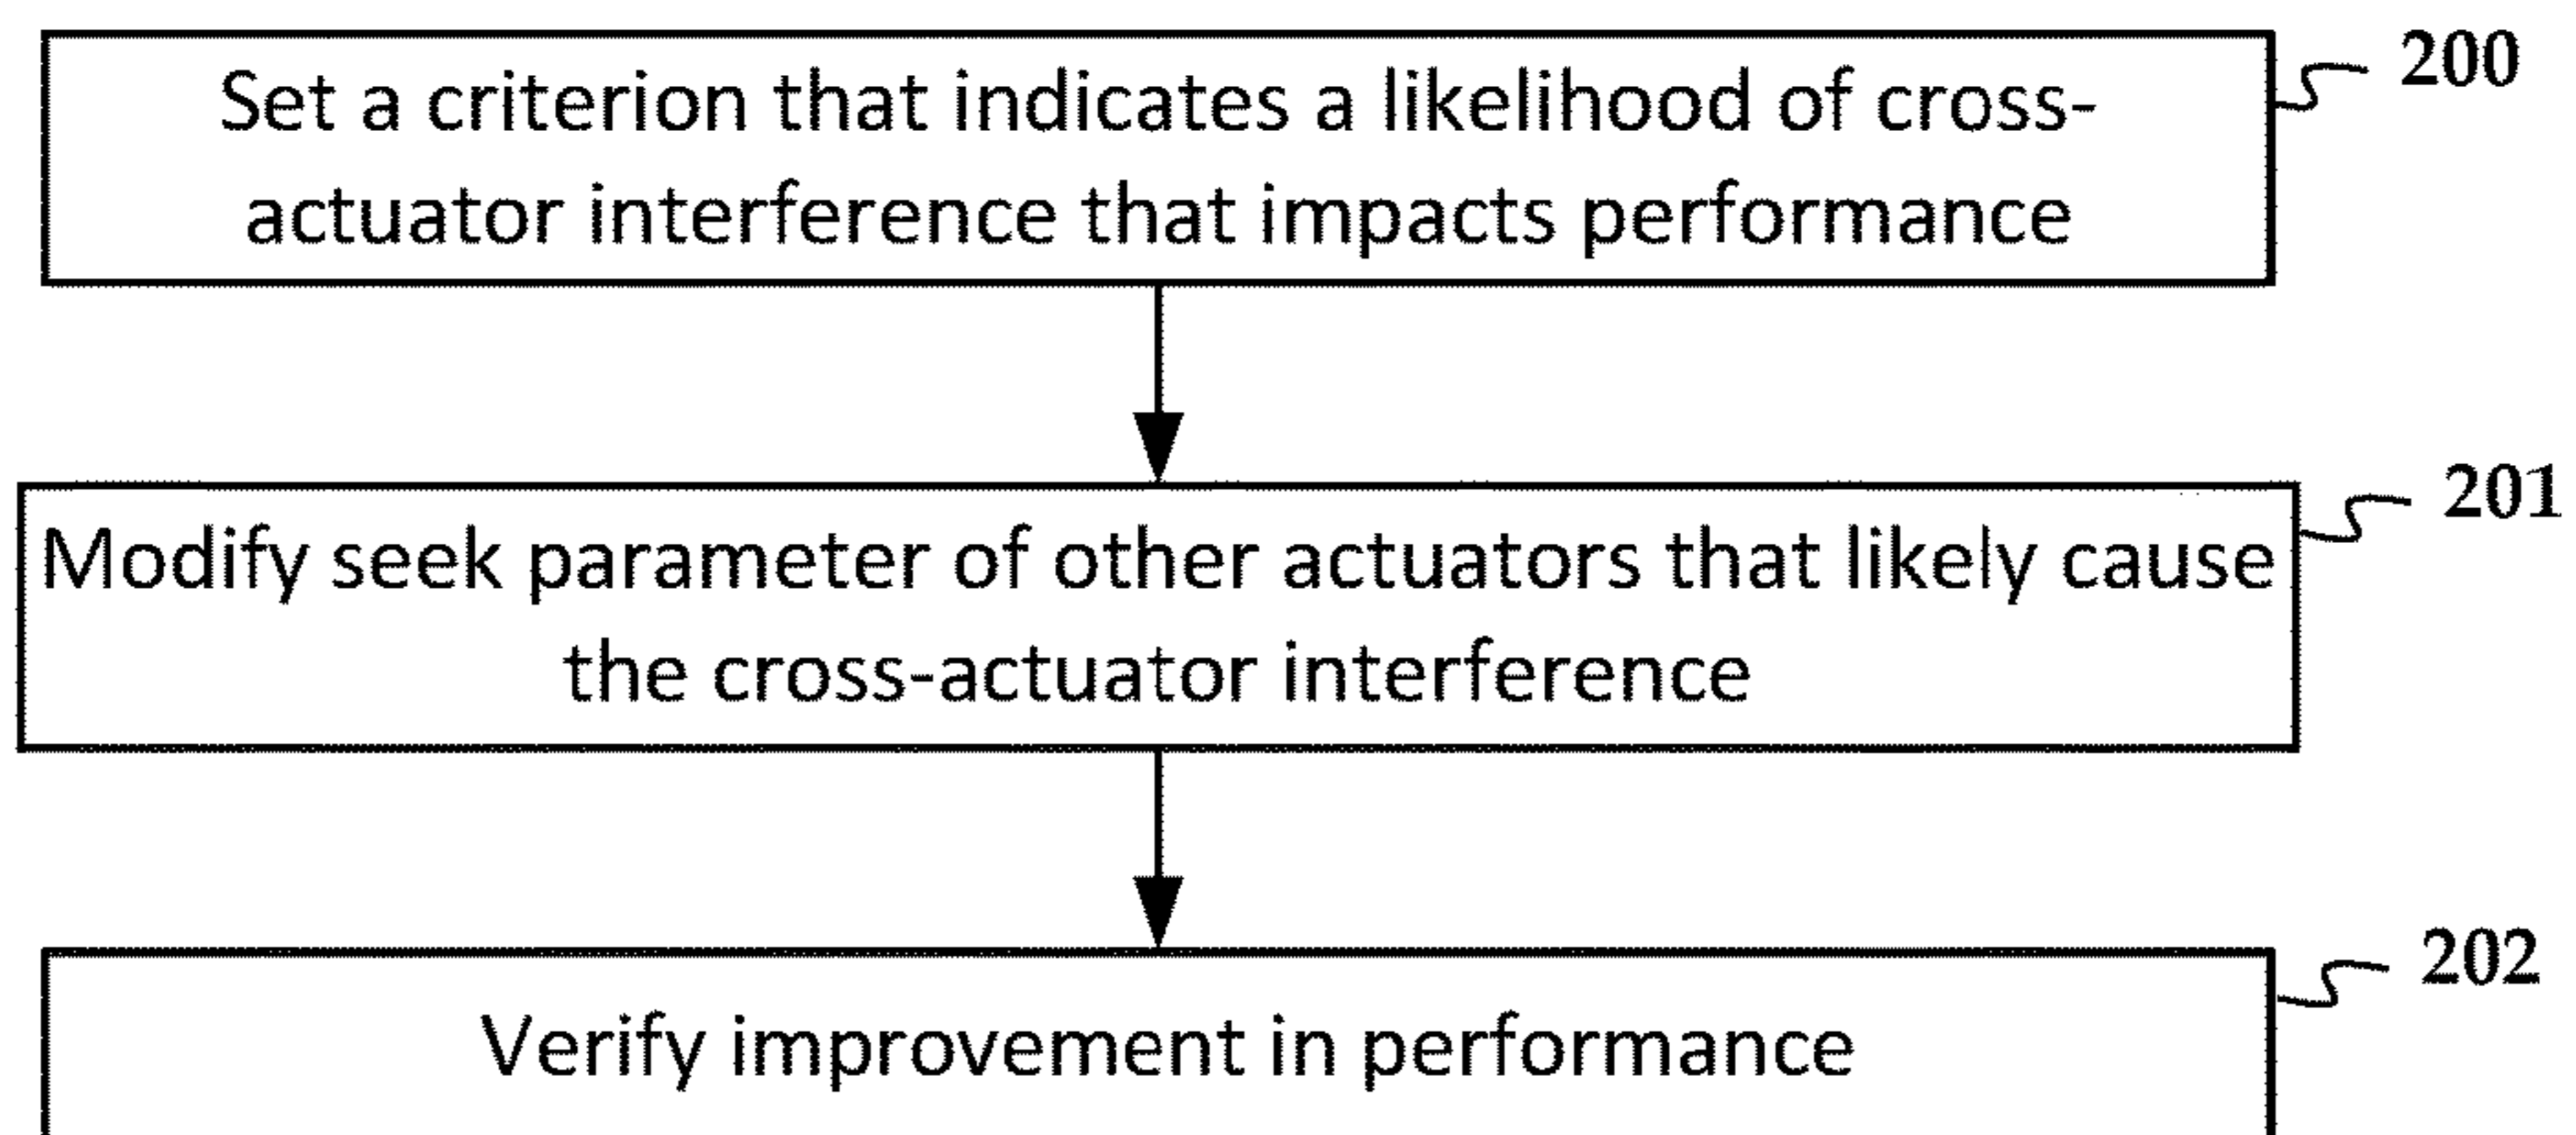 Set a criterion that indicates a likelihood of cross-
200
actuator interference that impacts performance
Modify seek parameter of other actuators that likely cause
201
the cross-actuator interference
Verify improvement in performance
202